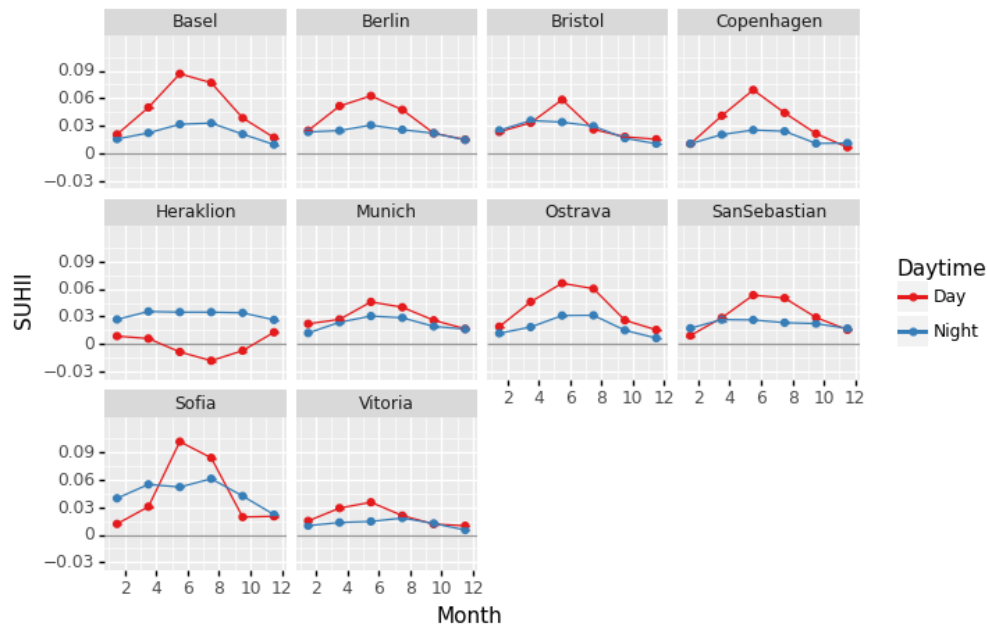 Basel Berlin Bristol Copenhagen
0.09
0.06
0.03
0
−0.03
Heraklion Munich Ostrava SanSebastian
0.09
0.06
0.03
0
−0.03
2 4 6 8 10 12 2 4 6 8 10 12
Sofia Vitoria
0.09
0.06
0.03
0
−0.03
2 4 6 8 10 12 2 4 6 8 10 12
SUHII
Month
Daytime
Day
Night